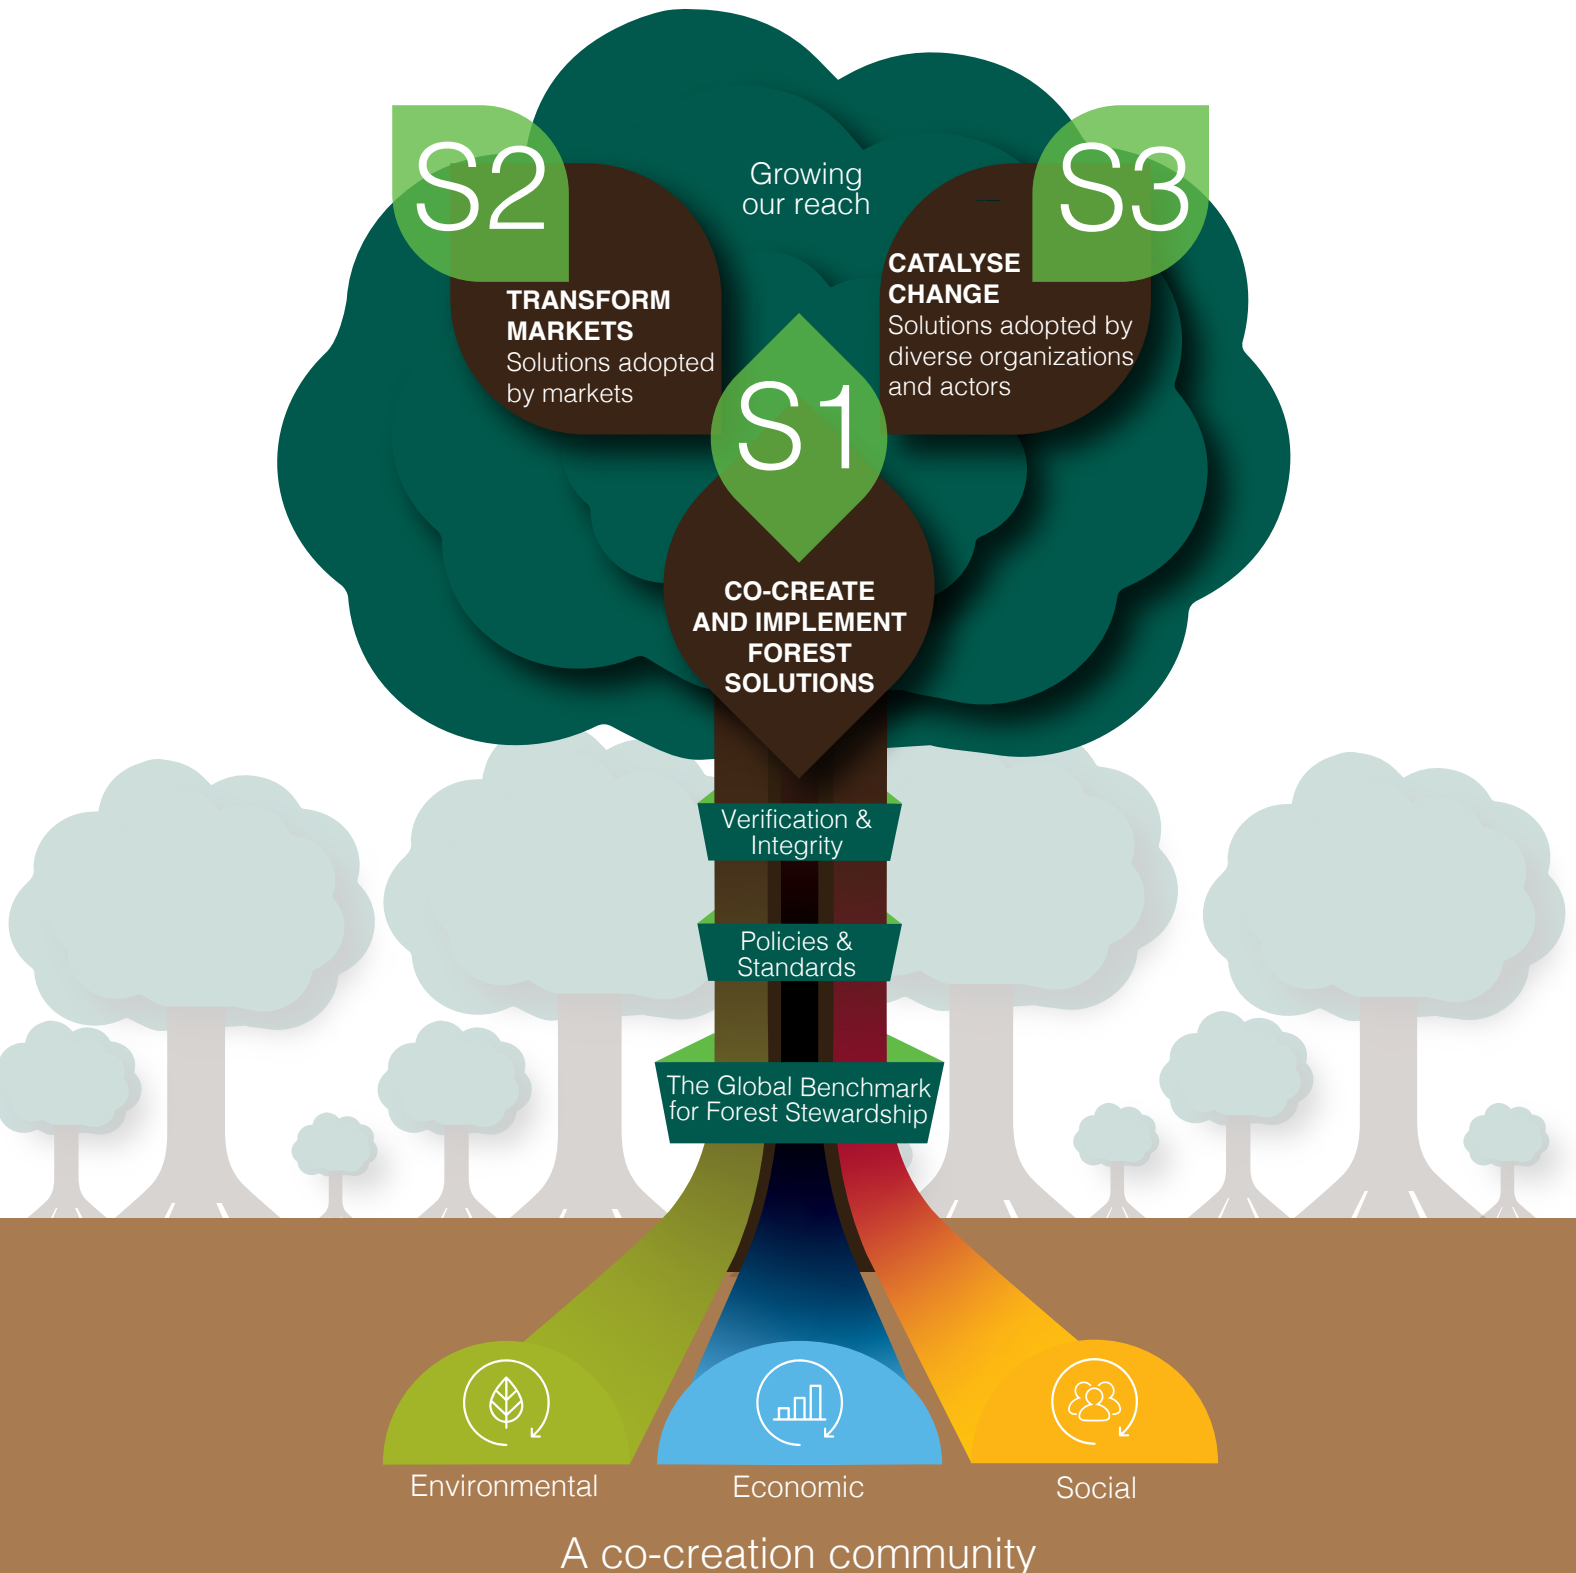 S2
S3
Growing
our reach
TRANSFORM
MARKETS
Solutions adopted
by markets
CATALYSE
CHANGE
Solutions adopted by
diverse organizations
and actors
S1
CO-CREATE
AND IMPLEMENT
FOREST
SOLUTIONS
Verification &
Integrity
Policies &
Standards
The Global Benchmark
for Forest Stewardship
Environmental
Economic
Social
A co-creation community